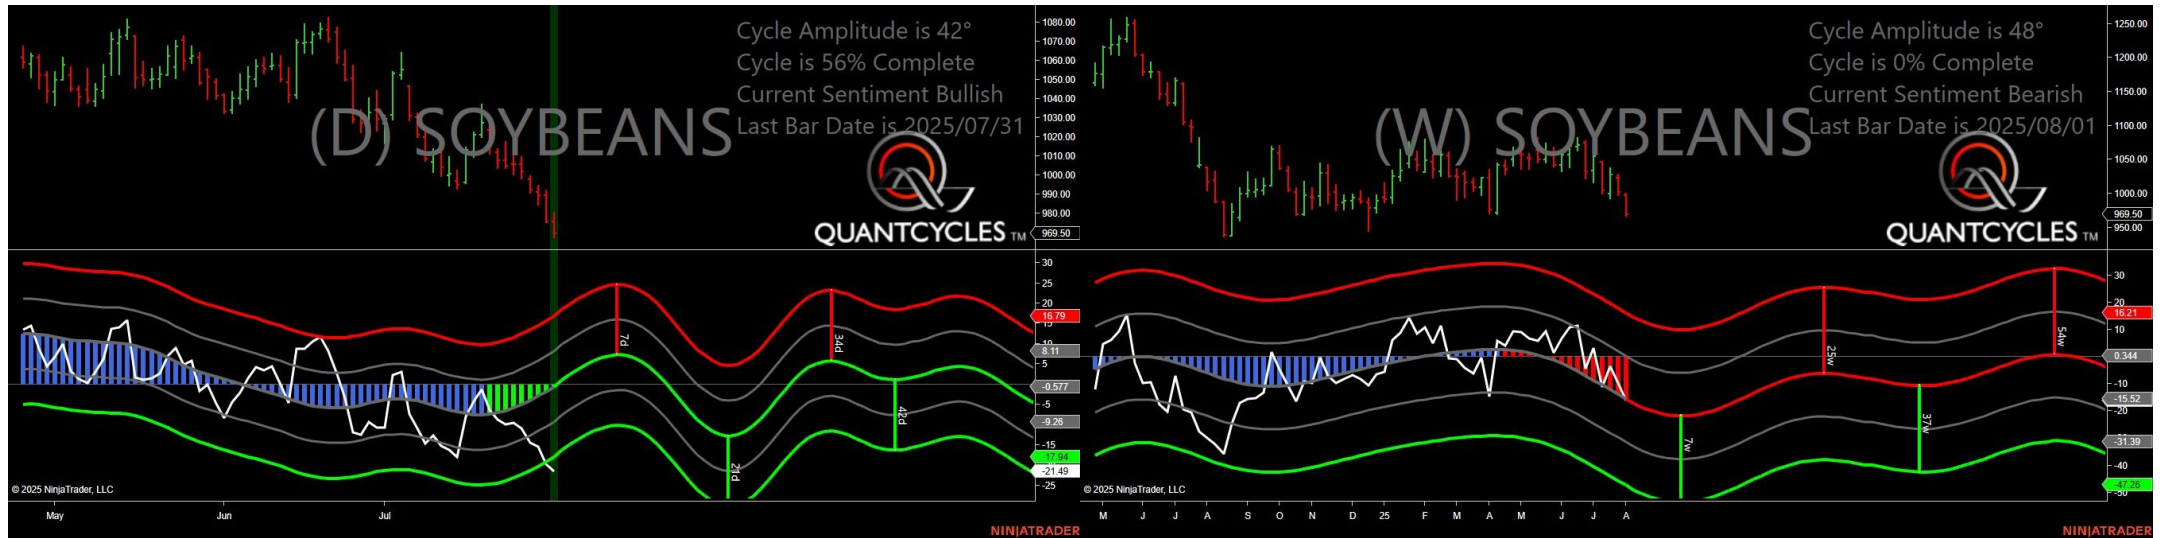 Cycle Amplitude is 42°
Cycle is 56% Complete
Current Sentiment Bullish
Last Bar Date is 2025/07/31
(D) SOYBEANS
QUANTCYCLES TM
1080.00
1070.00
1060.00
1050.00
1040.00
1030.00
1020.00
1010.00
1000.00
990.00
980.00
969.50
30
25
20
16.79
15
8.11
5
-0.577
-5
-9.26
-15
-17.94
-21.49
-25
7d
21d
34d
42d
© 2025 NinjaTrader, LLC
May
Jun
Jul
NINJATRADER
Cycle Amplitude is 48°
Cycle is 0% Complete
Current Sentiment Bearish
Last Bar Date is 2025/08/01
(W) SOYBEANS
QUANTCYCLES TM
1250.00
1200.00
1150.00
1100.00
1050.00
1000.00
969.50
950.00
30
20
16.21
10
0.344
-10
-15.52
-20
-31.39
-40
-47.26
-50
7w
25w
37w
54w
© 2025 NinjaTrader, LLC
M
J
J
A
S
O
N
D
25
F
M
A
M
J
J
A
NINJATRADER